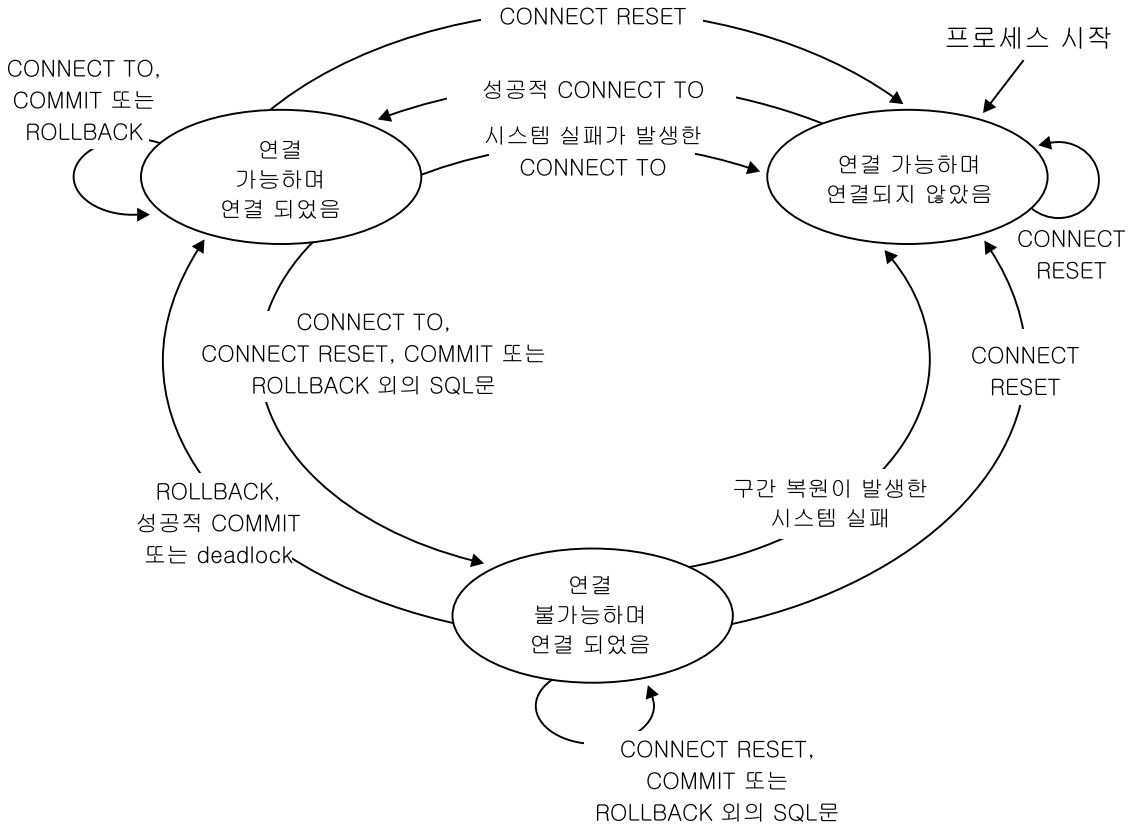 CONNECT RESET
프로세스 시작
CONNECT TO,
COMMIT 또는
ROLLBACK
성공적 CONNECT TO
시스템 실패가 발생한
CONNECT TO
연결
가능하며
연결 되었음
연결 가능하며
연결되지 않았음
CONNECT
RESET
CONNECT TO,
CONNECT RESET, COMMIT 또는
ROLLBACK 외의 SQL문
CONNECT
RESET
ROLLBACK,
성공적 COMMIT
또는 deadlock
구간 복원이 발생한
시스템 실패
연결
불가능하며
연결 되었음
CONNECT RESET,
COMMIT 또는
ROLLBACK 외의 SQL문